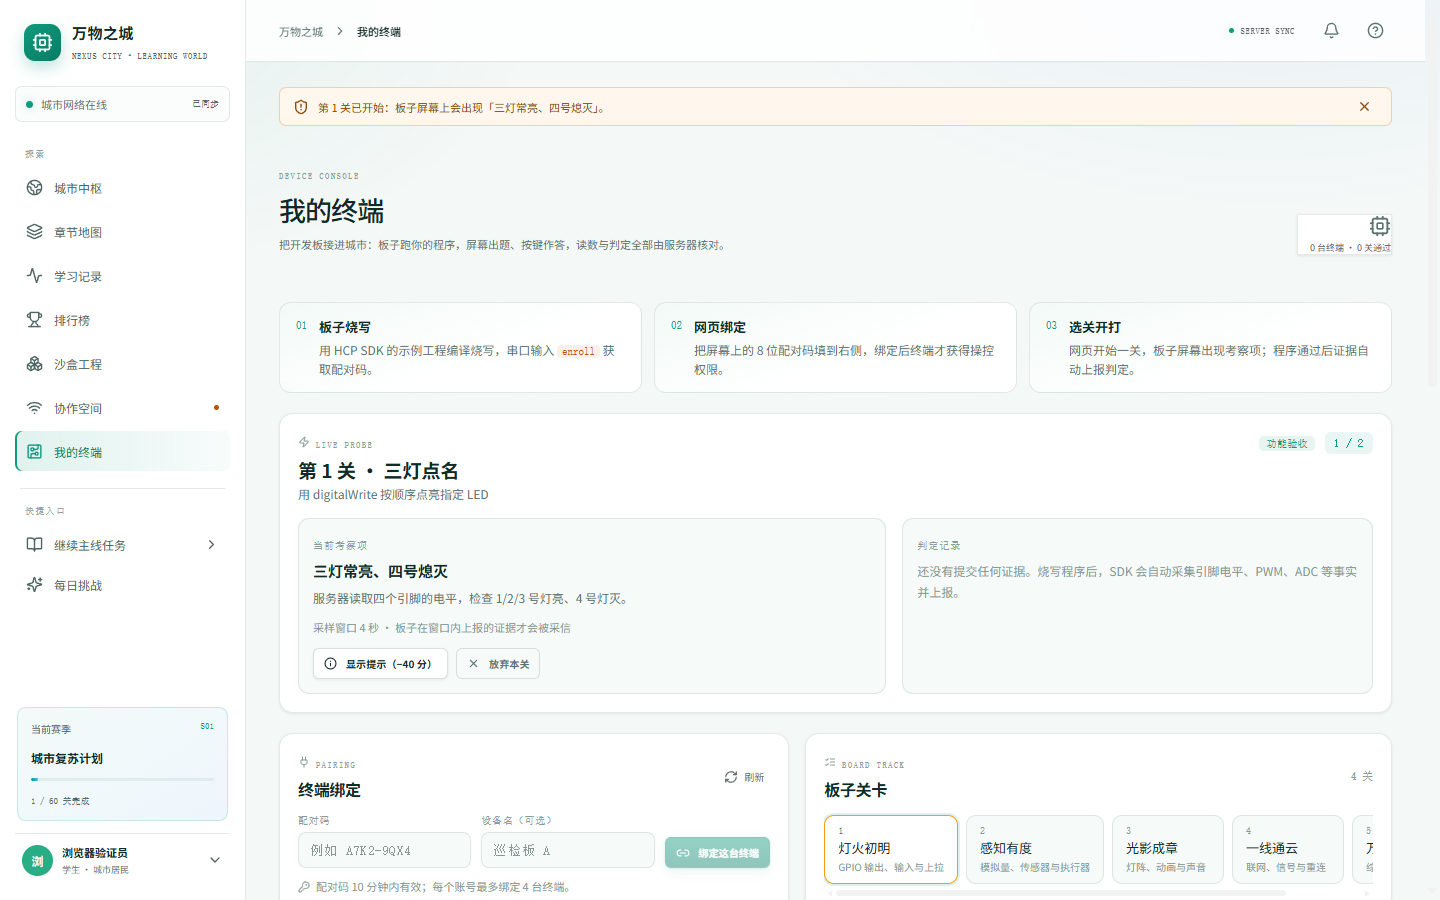 万物之城
NEXUS CITY • LEARNING WORLD
城市网络在线
已同步
探索
城市中枢
章节地图
学习记录
排行榜
沙盒工程
协作空间
我的终端
快捷入口
继续主线任务
每日挑战
当前赛季
S01
城市复苏计划
1 / 60 关完成
浏
浏览器验证员
学生 • 城市居民
万物之城
我的终端
SERVER SYNC
第 1 关已开始：板子屏幕上会出现「三灯常亮、四号熄灭」。
DEVICE CONSOLE
我的终端
把开发板接进城市：板子跑你的程序，屏幕出题、按键作答，读数与判定全部由服务器核对。
0 台终端 • 0 关通过
01
板子烧写
用 HCP SDK 的示例工程编译烧写，串口输入 enroll 获
取配对码。
02
网页绑定
把屏幕上的 8 位配对码填到右侧，绑定后终端才获得操控
权限。
03
选关开打
网页开始一关，板子屏幕出现考察项；程序通过后证据自
动上报判定。
LIVE PROBE
第 1 关 • 三灯点名
用 digitalWrite 按顺序点亮指定 LED
功能验收
1 / 2
当前考察项
三灯常亮、四号熄灭
服务器读取四个引脚的电平，检查 1/2/3 号灯亮、4 号灯灭。
采样窗口 4 秒 • 板子在窗口内上报的证据才会被采信
显示提示（−40 分）
放弃本关
判定记录
还没有提交任何证据。烧写程序后，SDK 会自动采集引脚电平、PWM、ADC 等事实
并上报。
PAIRING
终端绑定
刷新
配对码
设备名（可选）
例如 A7K2-9QX4
巡检板 A
绑定这台终端
配对码 10 分钟内有效；每个账号最多绑定 4 台终端。
BOARD TRACK
板子关卡
4 关
1
灯火初明
GPIO 输出、输入与上拉
2
感知有度
模拟量、传感器与执行器
3
光影成章
灯阵、动画与声音
4
一线通云
联网、信号与重连
5